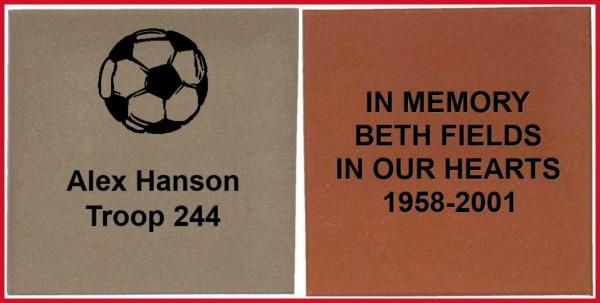 Alex Hanson
Troop 244
IN MEMORY
BETH FIELDS
IN OUR HEARTS
1958-2001